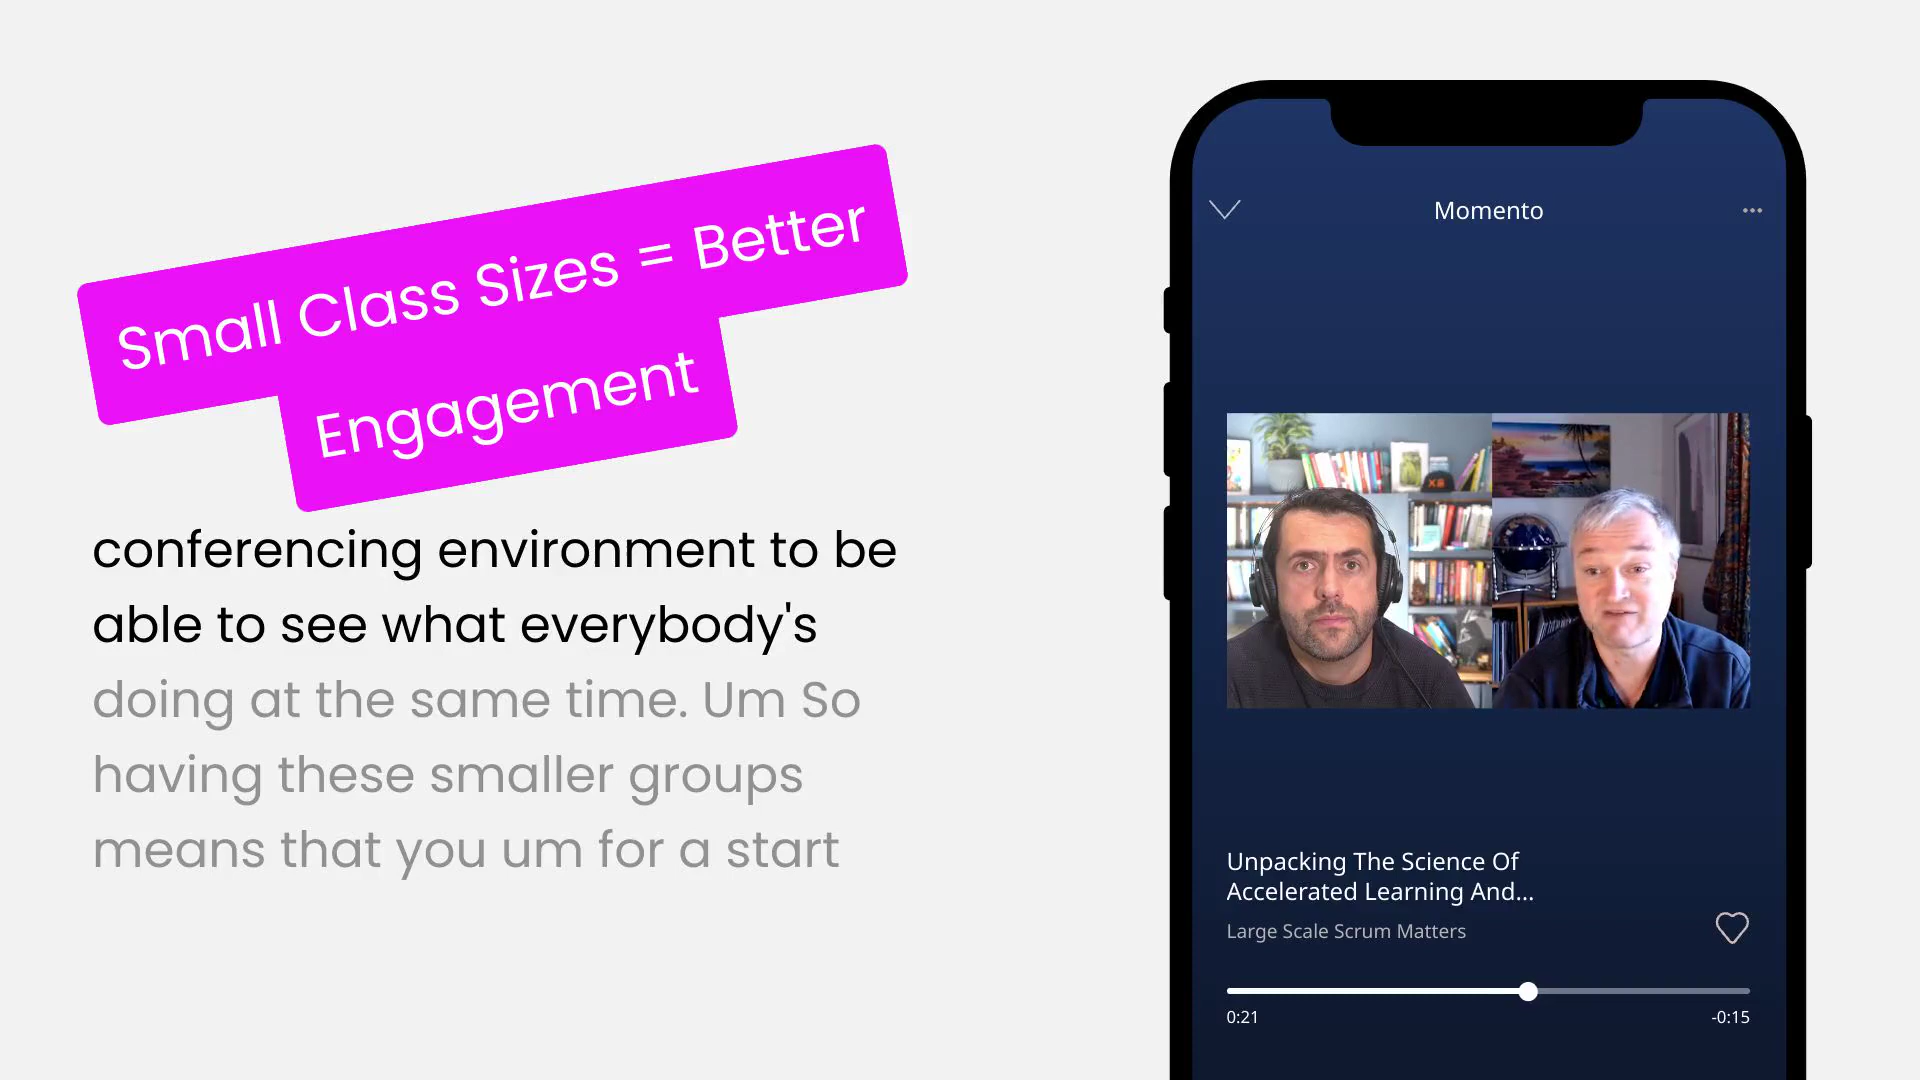 Small Class Sizes = Better
Engagement
conferencing environment to be
able to see what everybody's
doing at the same time. Um So
having these smaller groups
means that you um for a start
Momento
Unpacking The Science Of
Accelerated Learning And...
Large Scale Scrum Matters
0:21
-0:15